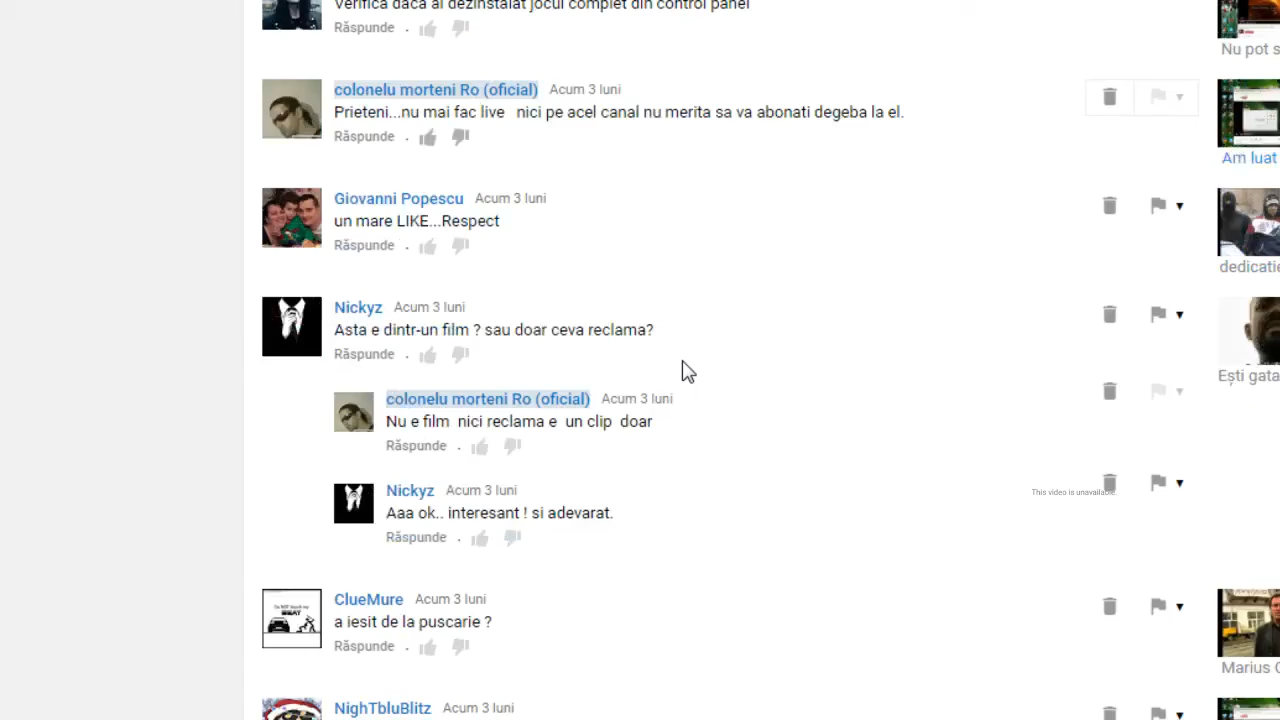 Verifica daca ai dezinstalat jocul complet din control panel
Răspunde .
Nu pot s
colonelu morteni Ro (oficial) Acum 3 luni
Prieteni...nu mai fac live nici pe acel canal nu merita sa va abonati degeba la el.
Răspunde .
Am luat
Giovanni Popescu Acum 3 luni
un mare LIKE...Respect
Răspunde .
dedicatie
Nickyz Acum 3 luni
Asta e dintr-un film ? sau doar ceva reclama?
Răspunde .
Ești gata
colonelu morteni Ro (oficial) Acum 3 luni
Nu e film nici reclama e un clip doar
Răspunde .
Nickyz Acum 3 luni
This video is unavailable.
Aaa ok.. interesant ! si adevarat.
Răspunde .
ClueMure Acum 3 luni
a iesit de la puscarie ?
Răspunde .
Marius C
NighTbluBlitz Acum 3 luni